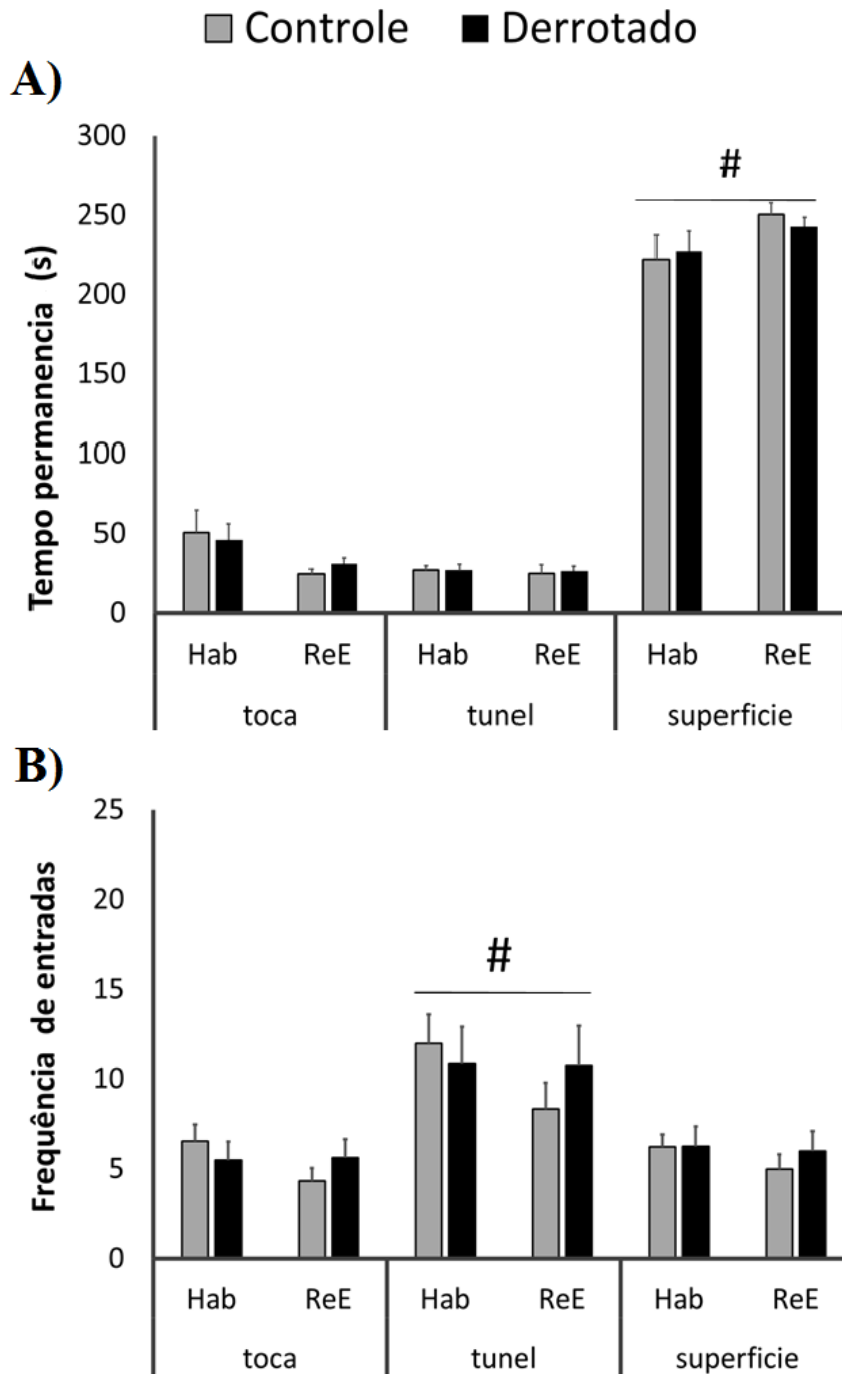 Controle Derrotado
A)
Tempo permanencia (s)
300
250
200
150
100
50
0
#
Hab ReE Hab ReE Hab ReE
toca tunel superficie
B)
Frequência de entradas
25
20
15
10
5
0
#
Hab ReE Hab ReE Hab ReE
toca tunel superficie